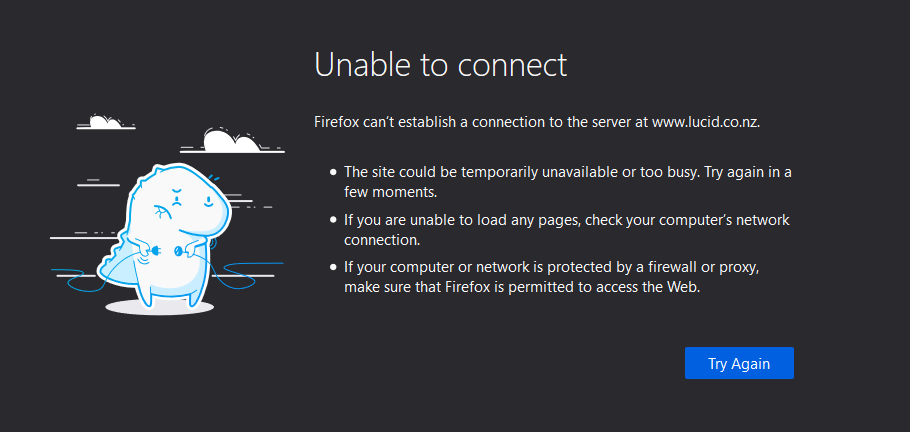 Unable to connect
Firefox can’t establish a connection to the server at www.lucid.co.nz.
● The site could be temporarily unavailable or too busy. Try again in a
few moments.
● If you are unable to load any pages, check your computer’s network
connection.
● If your computer or network is protected by a firewall or proxy,
make sure that Firefox is permitted to access the Web.
Try Again